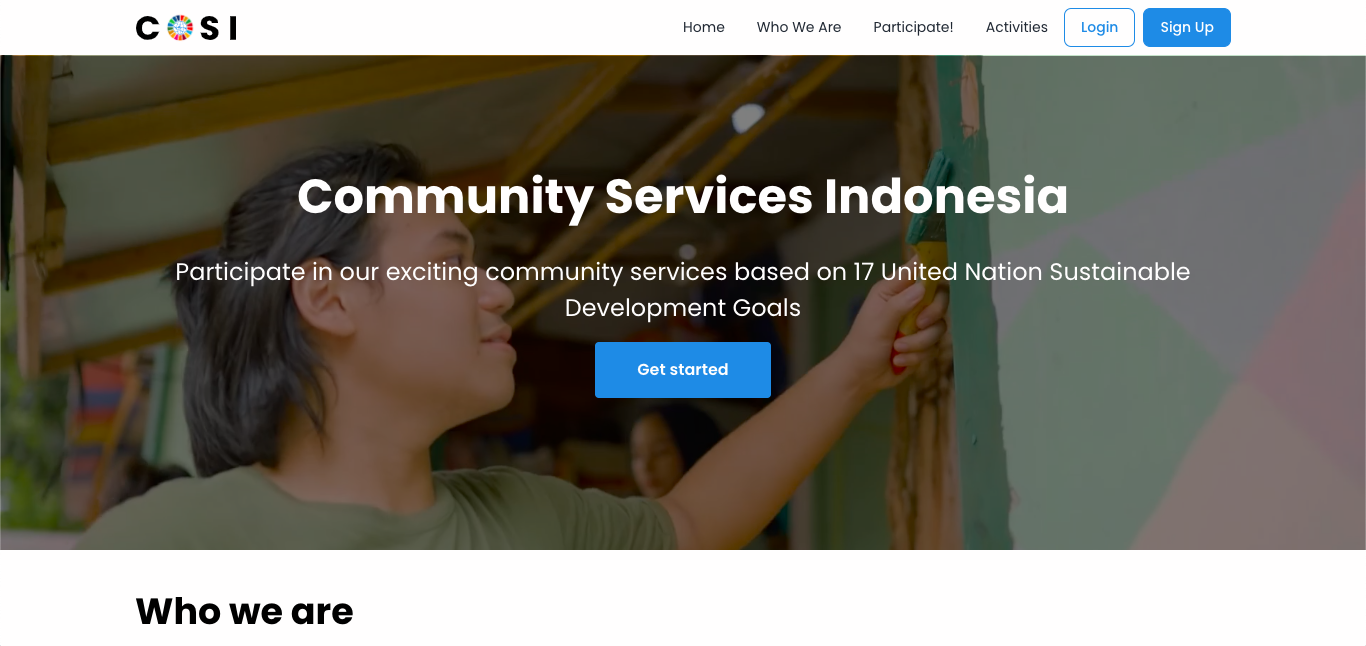 COSI
Home Who We Are Participate! Activities Login Sign Up
Community Services Indonesia
Participate in our exciting community services based on 17 United Nation Sustainable
Development Goals
Get started
Who we are